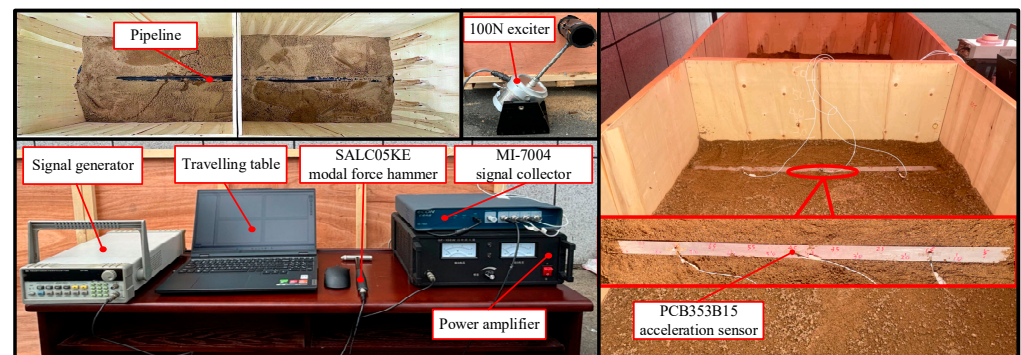 Pipeline
100N exciter
Signal generator
Travelling table
SALC05KE
modal force hammer
MI-7004
signal collector
Power amplifier
PCB353B15
acceleration sensor